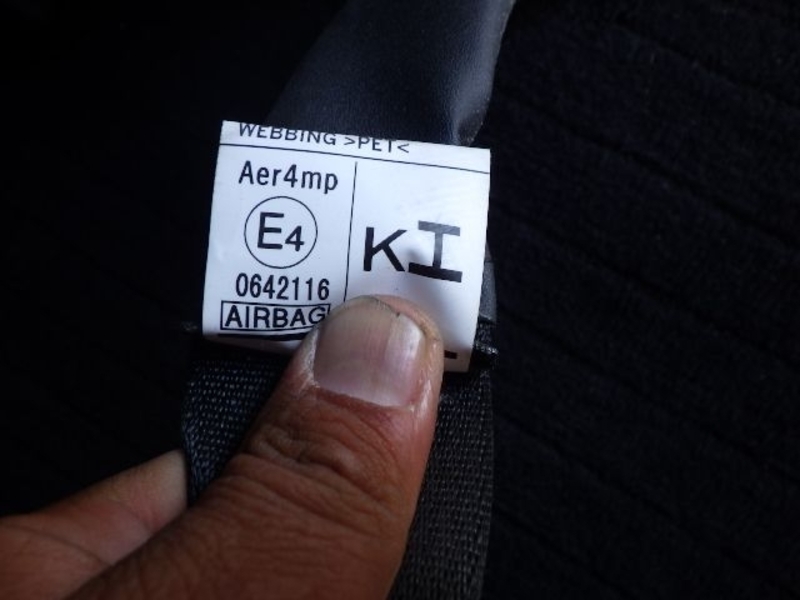 WEBBING >PET<
Aer4mp
E4
0642116
AIRBAG
KI